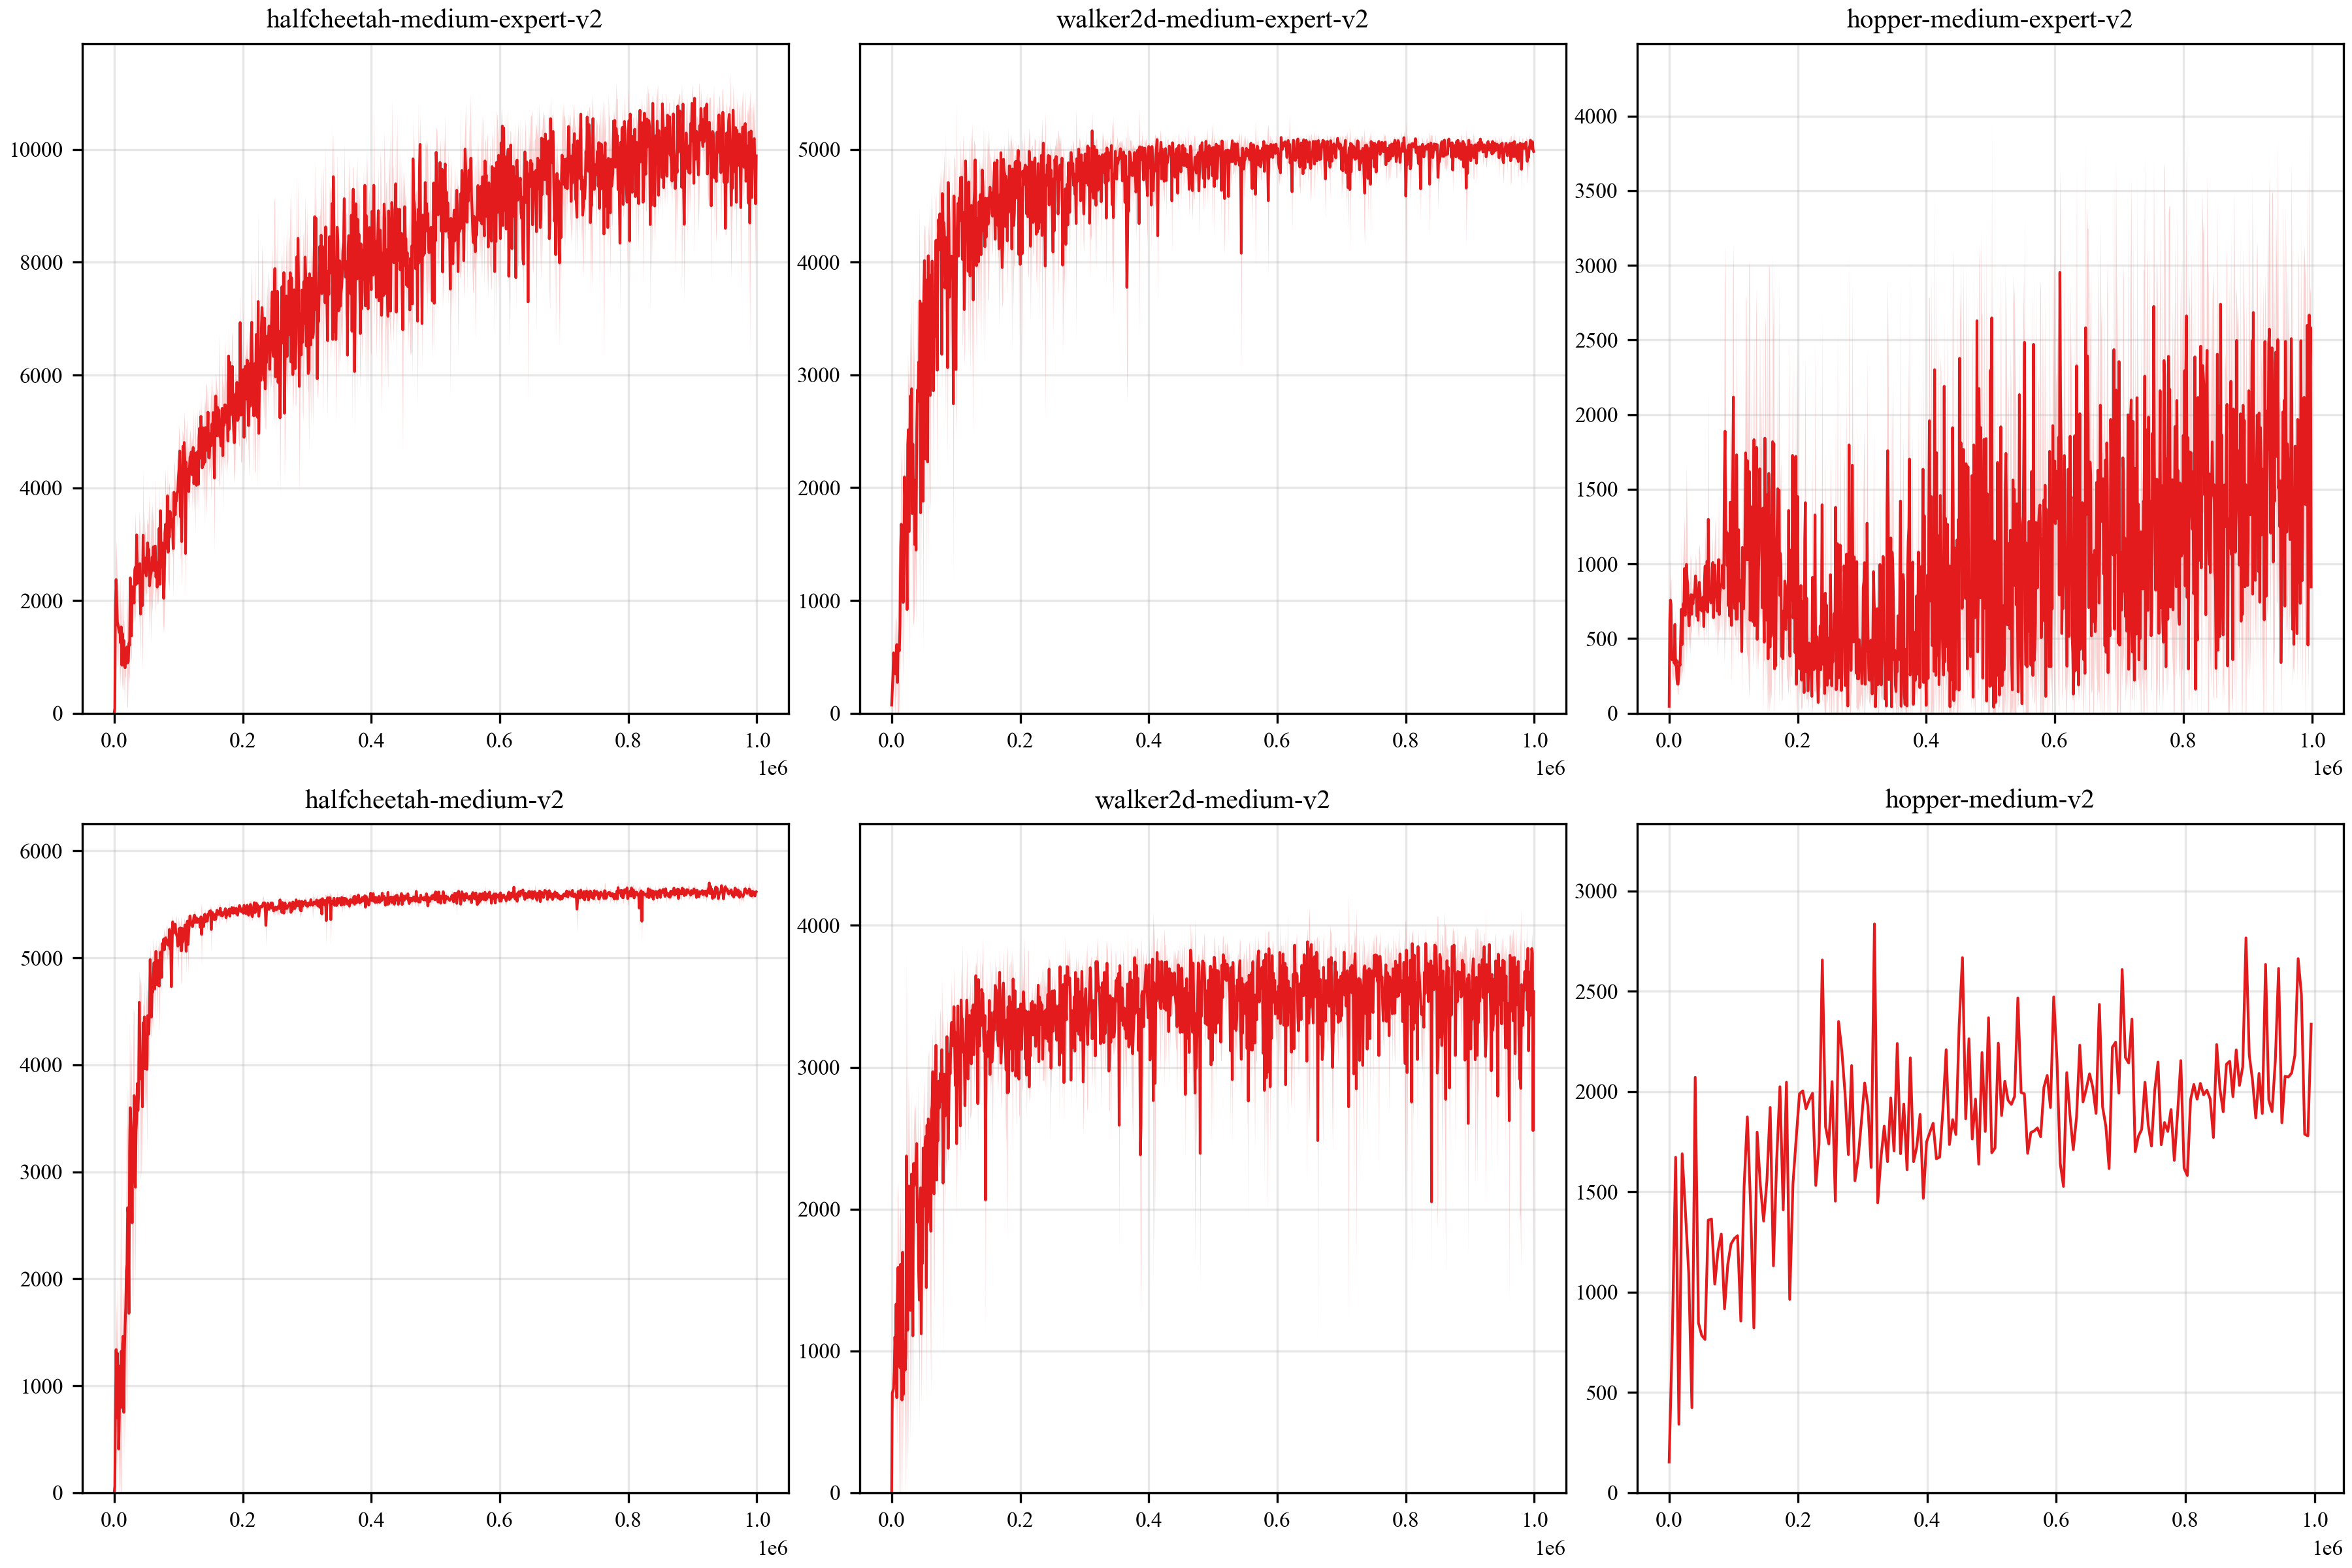 halfcheetah-medium-expert-v2
10000
8000
6000
4000
2000
0
0.0 0.2 0.4 0.6 0.8 1.0
1e6
walker2d-medium-expert-v2
5000
4000
3000
2000
1000
0
0.0 0.2 0.4 0.6 0.8 1.0
1e6
hopper-medium-expert-v2
4000
3500
3000
2500
2000
1500
1000
500
0
0.0 0.2 0.4 0.6 0.8 1.0
1e6
halfcheetah-medium-v2
6000
5000
4000
3000
2000
1000
0
0.0 0.2 0.4 0.6 0.8 1.0
1e6
walker2d-medium-v2
4000
3000
2000
1000
0
0.0 0.2 0.4 0.6 0.8 1.0
1e6
hopper-medium-v2
3000
2500
2000
1500
1000
500
0
0.0 0.2 0.4 0.6 0.8 1.0
1e6